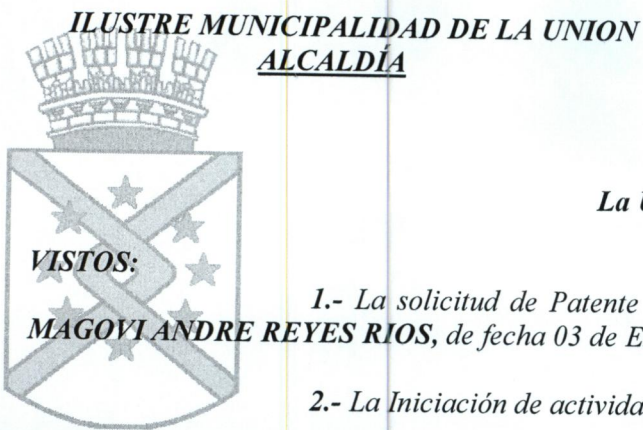 ILUSTRE MUNICIPALIDAD DE LA UNION
ALCALDÍA
La
VISTOS:
1.- La solicitud de Patente
MAGOVI ANDRE REYES RIOS, de fecha 03 de
2.- La Iniciación de